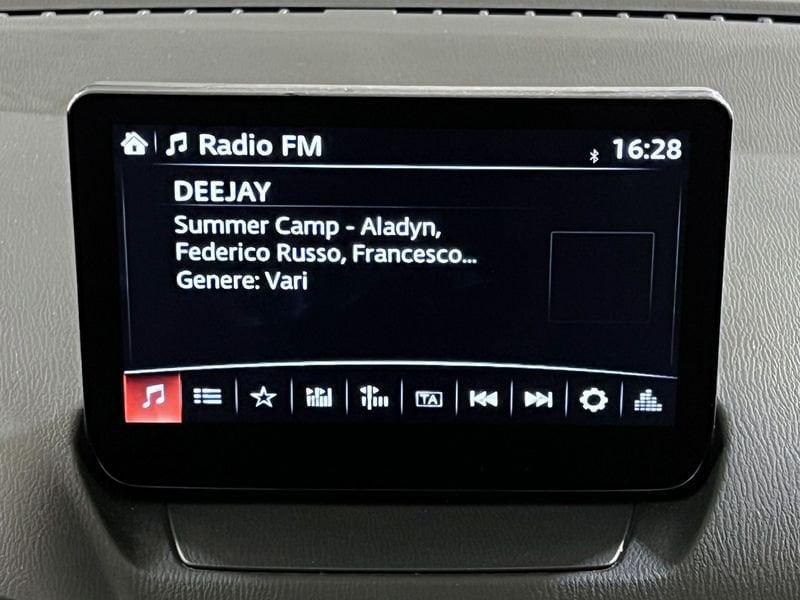 Radio FM
16:28
DEEJAY
Summer Camp - Aladyn,
Federico Russo, Francesco...
Genere: Vari
TA